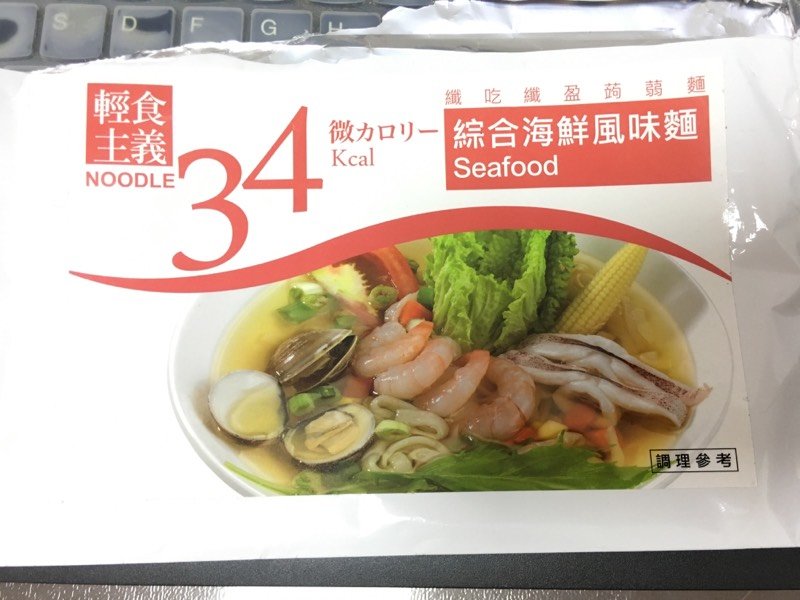 S D F G H
輕食
主義
NOODLE
34
微カロリー
Kcal
纖吃纖盈蒟蒻麵
綜合海鮮風味麵
Seafood
調理參考